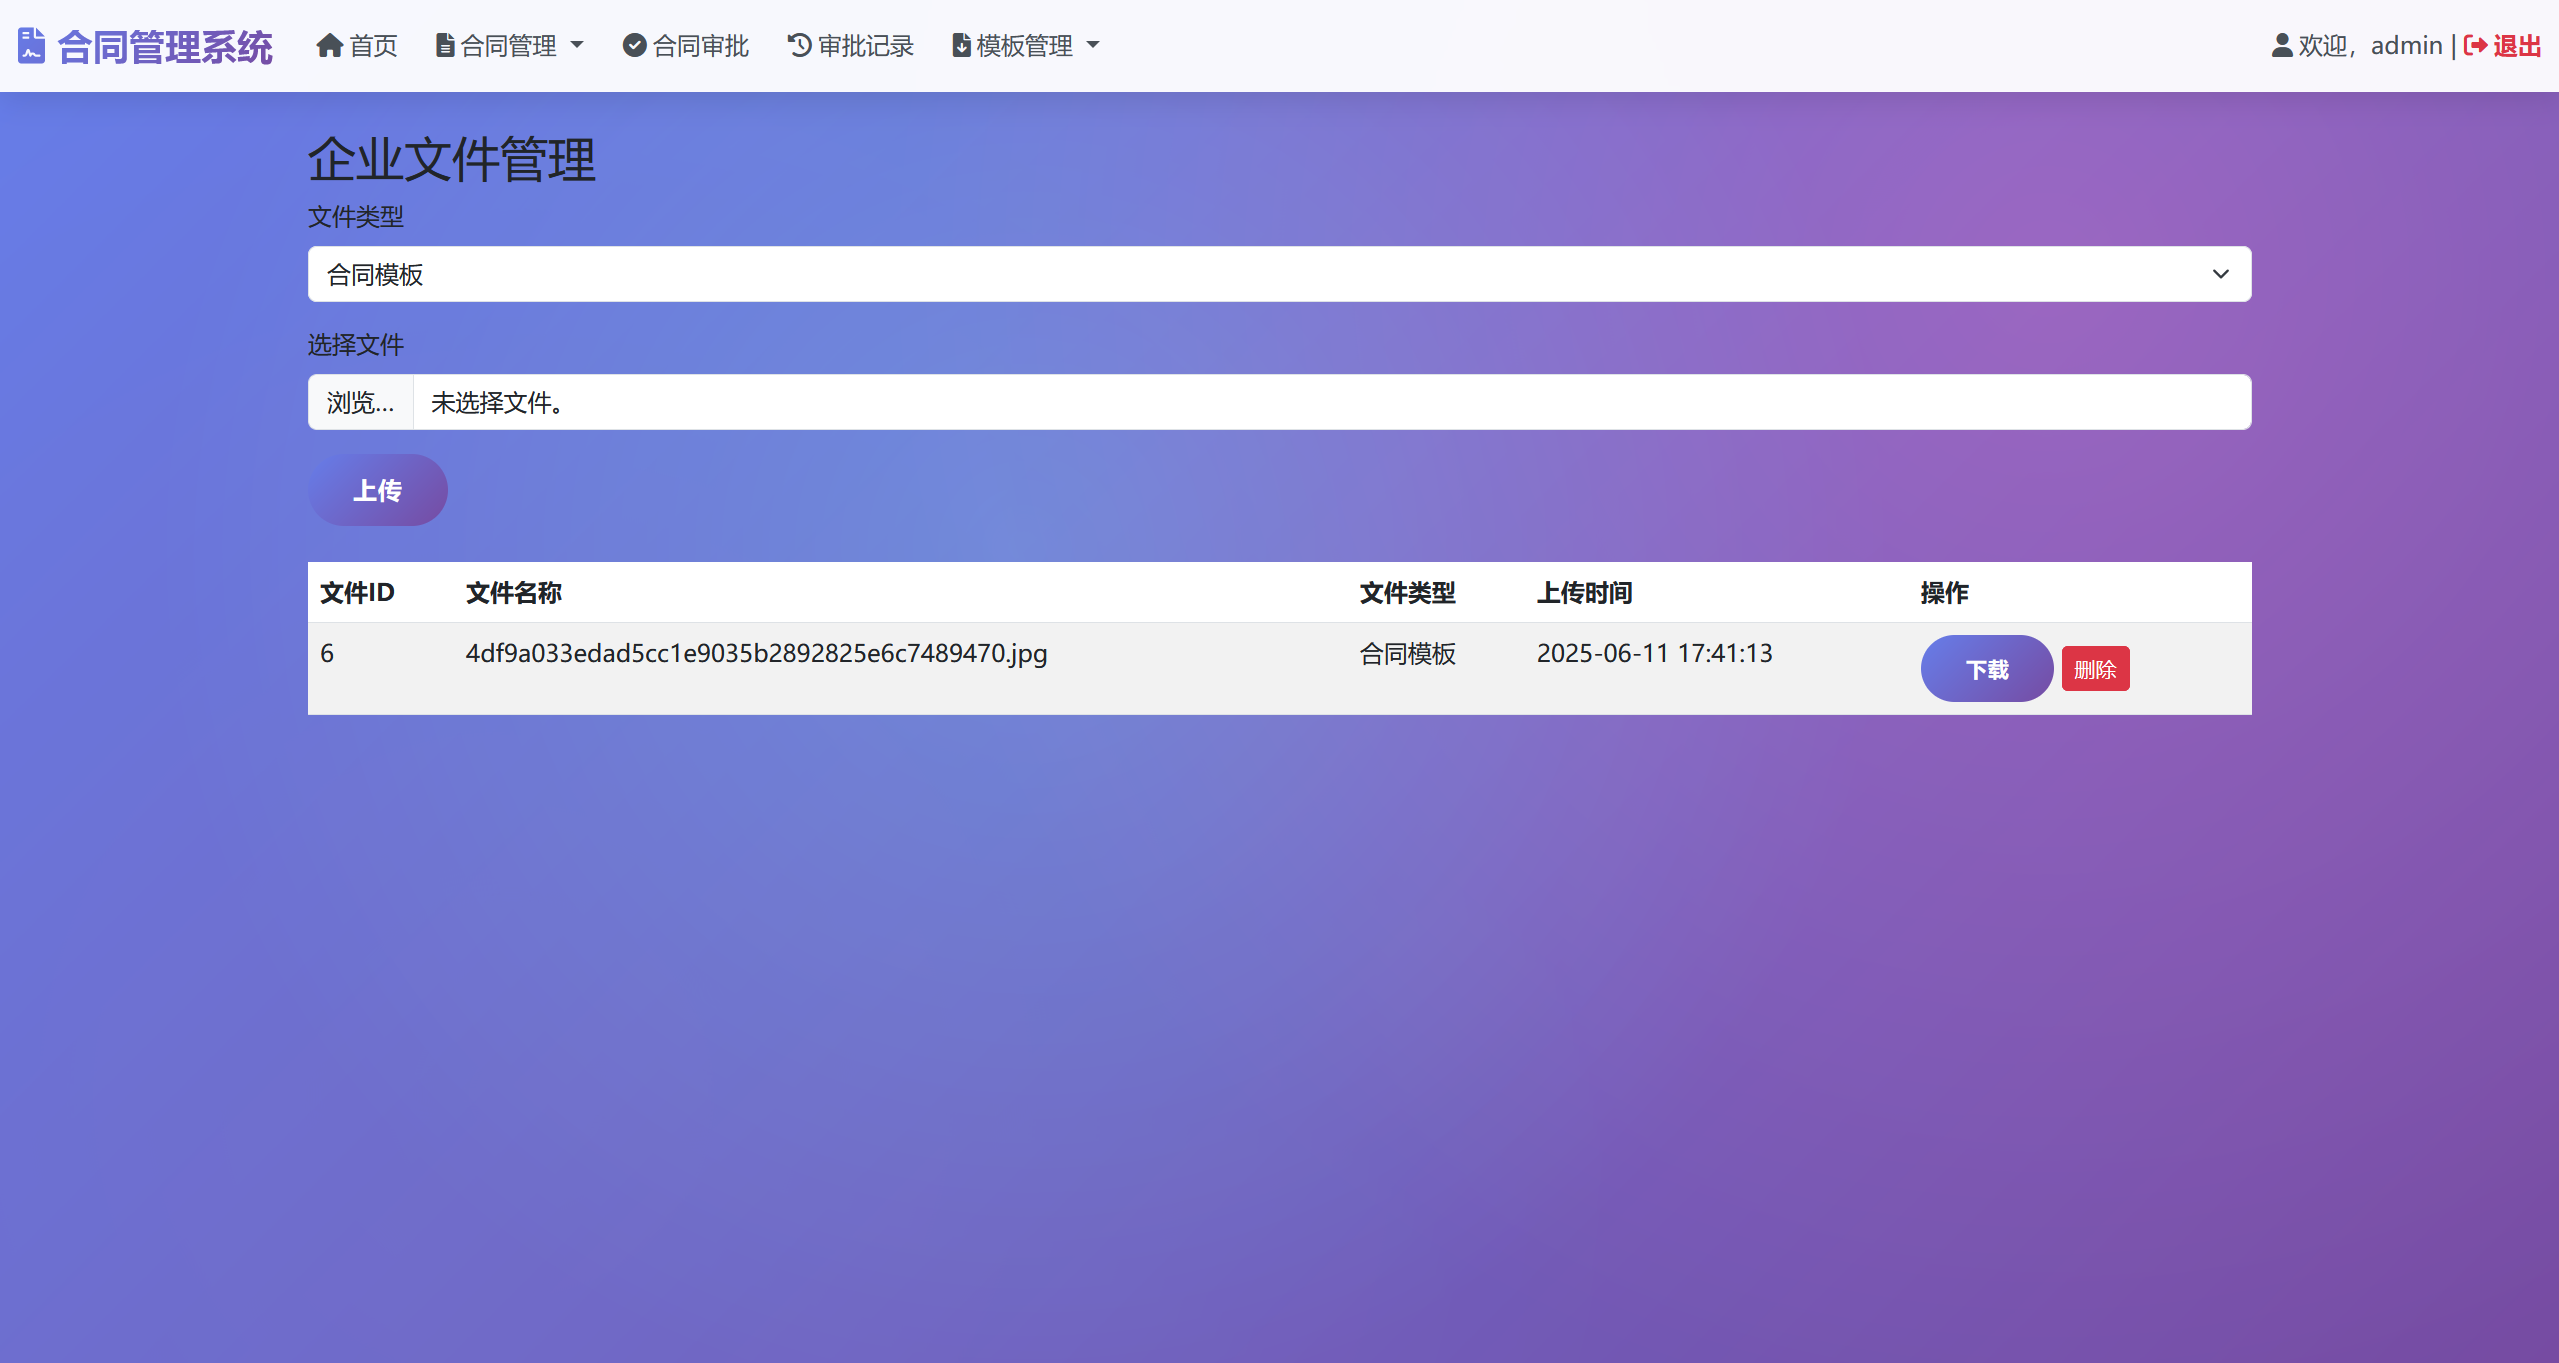 合同管理系统 首页 合同管理 合同审批 审批记录 模板管理 欢迎，admin | 退出
企业文件管理
文件类型
合同模板
选择文件
浏览... 未选择文件。
上传
文件ID 文件名称 文件类型 上传时间 操作
6 4df9a033edad5cc1e9035b2892825e6c7489470.jpg 合同模板 2025-06-11 17:41:13 下载 删除